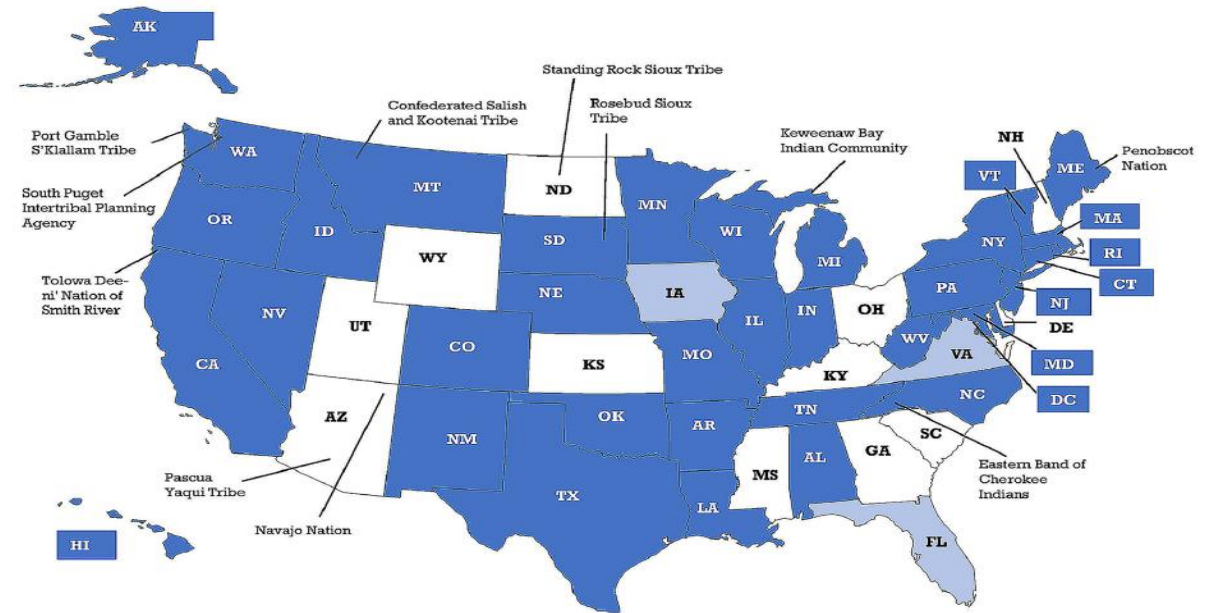 AK
Standing Rock Sioux Tribe
Confederated Salish
and Kootenai Tribe
Rosebud Sioux
Tribe
Port Gamble
S'Klallam Tribe
Keweenaw Bay
Indian Community
NH
Penobscot
Nation
WA
MT
ND
MN
VT
ME
South Puget
Intertribal Planning
Agency
OR
ID
SD
WI
MI
NY
MA
RI
CT
WY
Tolowa Dee-
ni' Nation of
Smith River
NV
UT
NE
IA
IL
IN
OH
PA
NJ
DE
CA
CO
KS
MO
KY
WV
VA
MD
DC
AZ
NM
OK
AR
TN
NC
SC
Pascua
Yaqui Tribe
Navajo Nation
TX
LA
MS
AL
GA
Eastern Band of
Cherokee
Indians
HI
FL